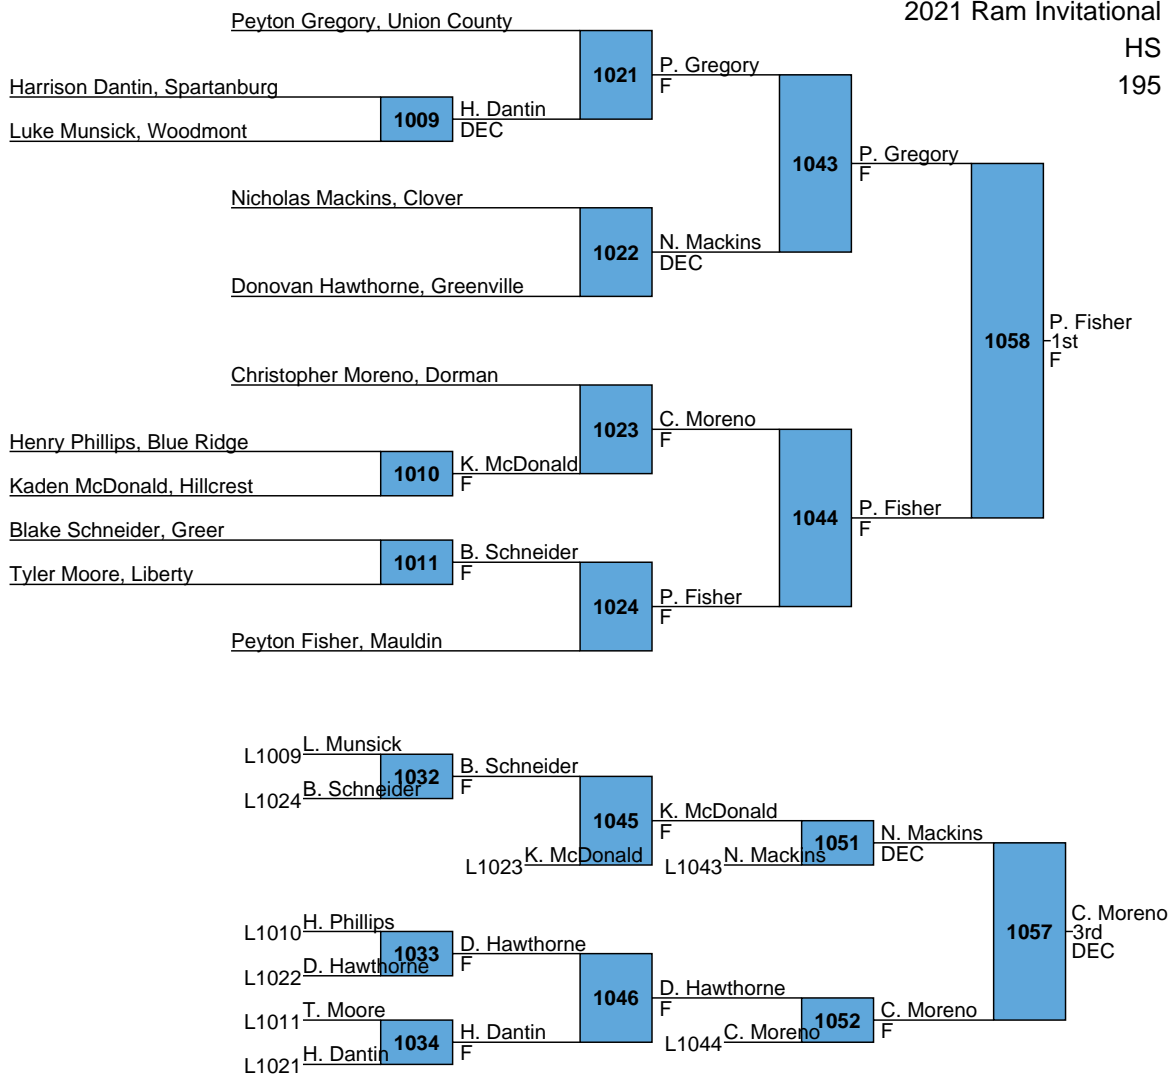 2021 Ram Invitational
HS
195
Peyton Gregory, Union County
Harrison Dantin, Spartanburg
Luke Munsick, Woodmont
1009
H. Dantin
DEC
1021
P. Gregory
F
Nicholas Mackins, Clover
Donovan Hawthorne, Greenville
1022
N. Mackins
DEC
1043
P. Gregory
F
Christopher Moreno, Dorman
Henry Phillips, Blue Ridge
Kaden McDonald, Hillcrest
1010
K. McDonald
F
1023
C. Moreno
F
Blake Schneider, Greer
Tyler Moore, Liberty
1011
B. Schneider
F
Peyton Fisher, Mauldin
1024
P. Fisher
F
1044
P. Fisher
F
1058
P. Fisher
1st
F
L1009 L. Munsick
L1024 B. Schneider
1032
B. Schneider
F
L1023 K. McDonald
1045
K. McDonald
F
L1043 N. Mackins
1051
N. Mackins
DEC
L1010 H. Phillips
L1022 D. Hawthorne
1033
D. Hawthorne
F
L1011 T. Moore
L1021 H. Dantin
1034
H. Dantin
F
1046
D. Hawthorne
F
L1044 C. Moreno
1052
C. Moreno
F
1057
C. Moreno
3rd
DEC